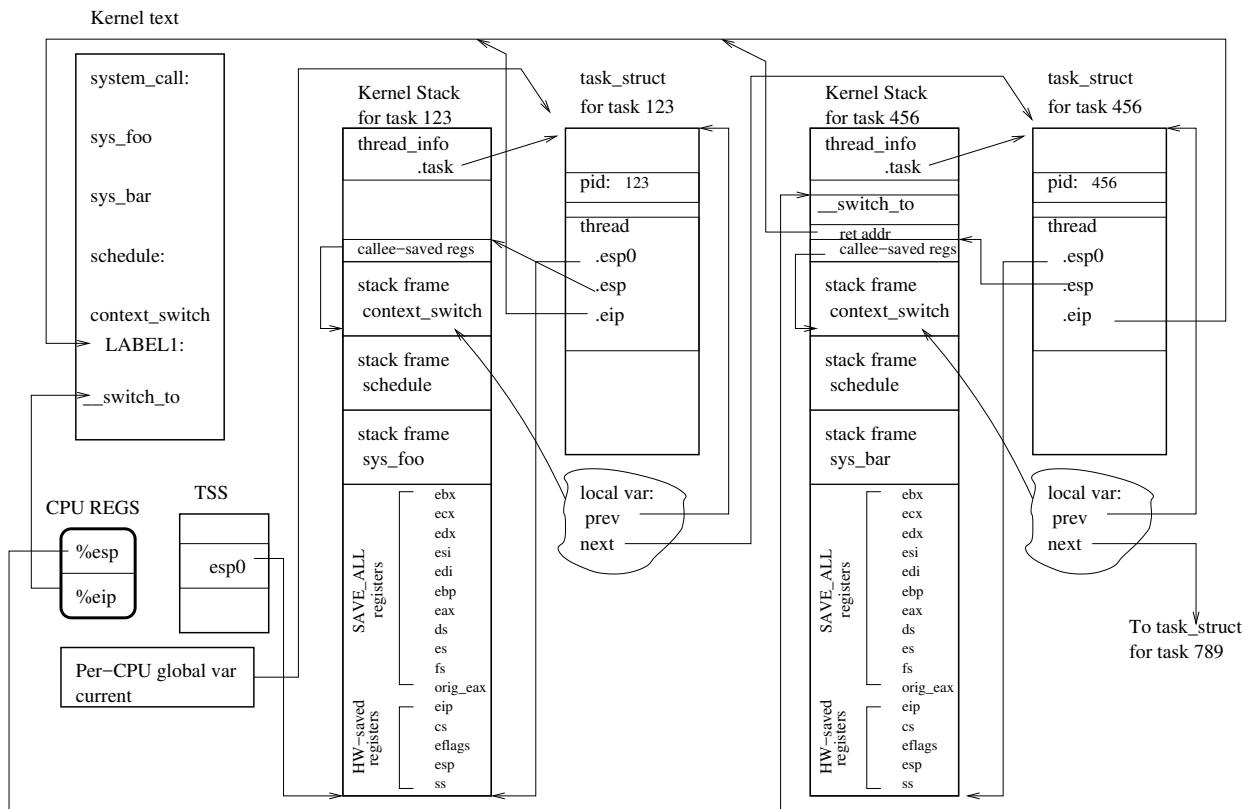 Kernel text
system_call:
sys_foo
sys_bar
schedule:
context_switch
LABEL1:
__switch_to
CPU REGS
%esp
%eip
TSS
esp0
Per-CPU global var
current
Kernel Stack
for task 123
thread_info
.task
callee-saved regs
stack frame
context_switch
stack frame
schedule
stack frame
sys_foo
SAVE_ALL
registers
ebx
ecx
edx
esi
edi
ebp
eax
ds
es
fs
orig_eax
HW-saved
registers
eip
cs
eflags
esp
ss
task_struct
for task 123
pid: 123
thread
.esp0
.esp
.eip
local var:
prev
next
Kernel Stack
for task 456
thread_info
.task
__switch_to
ret addr
callee-saved regs
stack frame
context_switch
stack frame
schedule
stack frame
sys_bar
SAVE_ALL
registers
ebx
ecx
edx
esi
edi
ebp
eax
ds
es
fs
orig_eax
HW-saved
registers
eip
cs
eflags
esp
ss
task_struct
for task 456
pid: 456
thread
.esp0
.esp
.eip
local var:
prev
next
To task_struct
for task 789